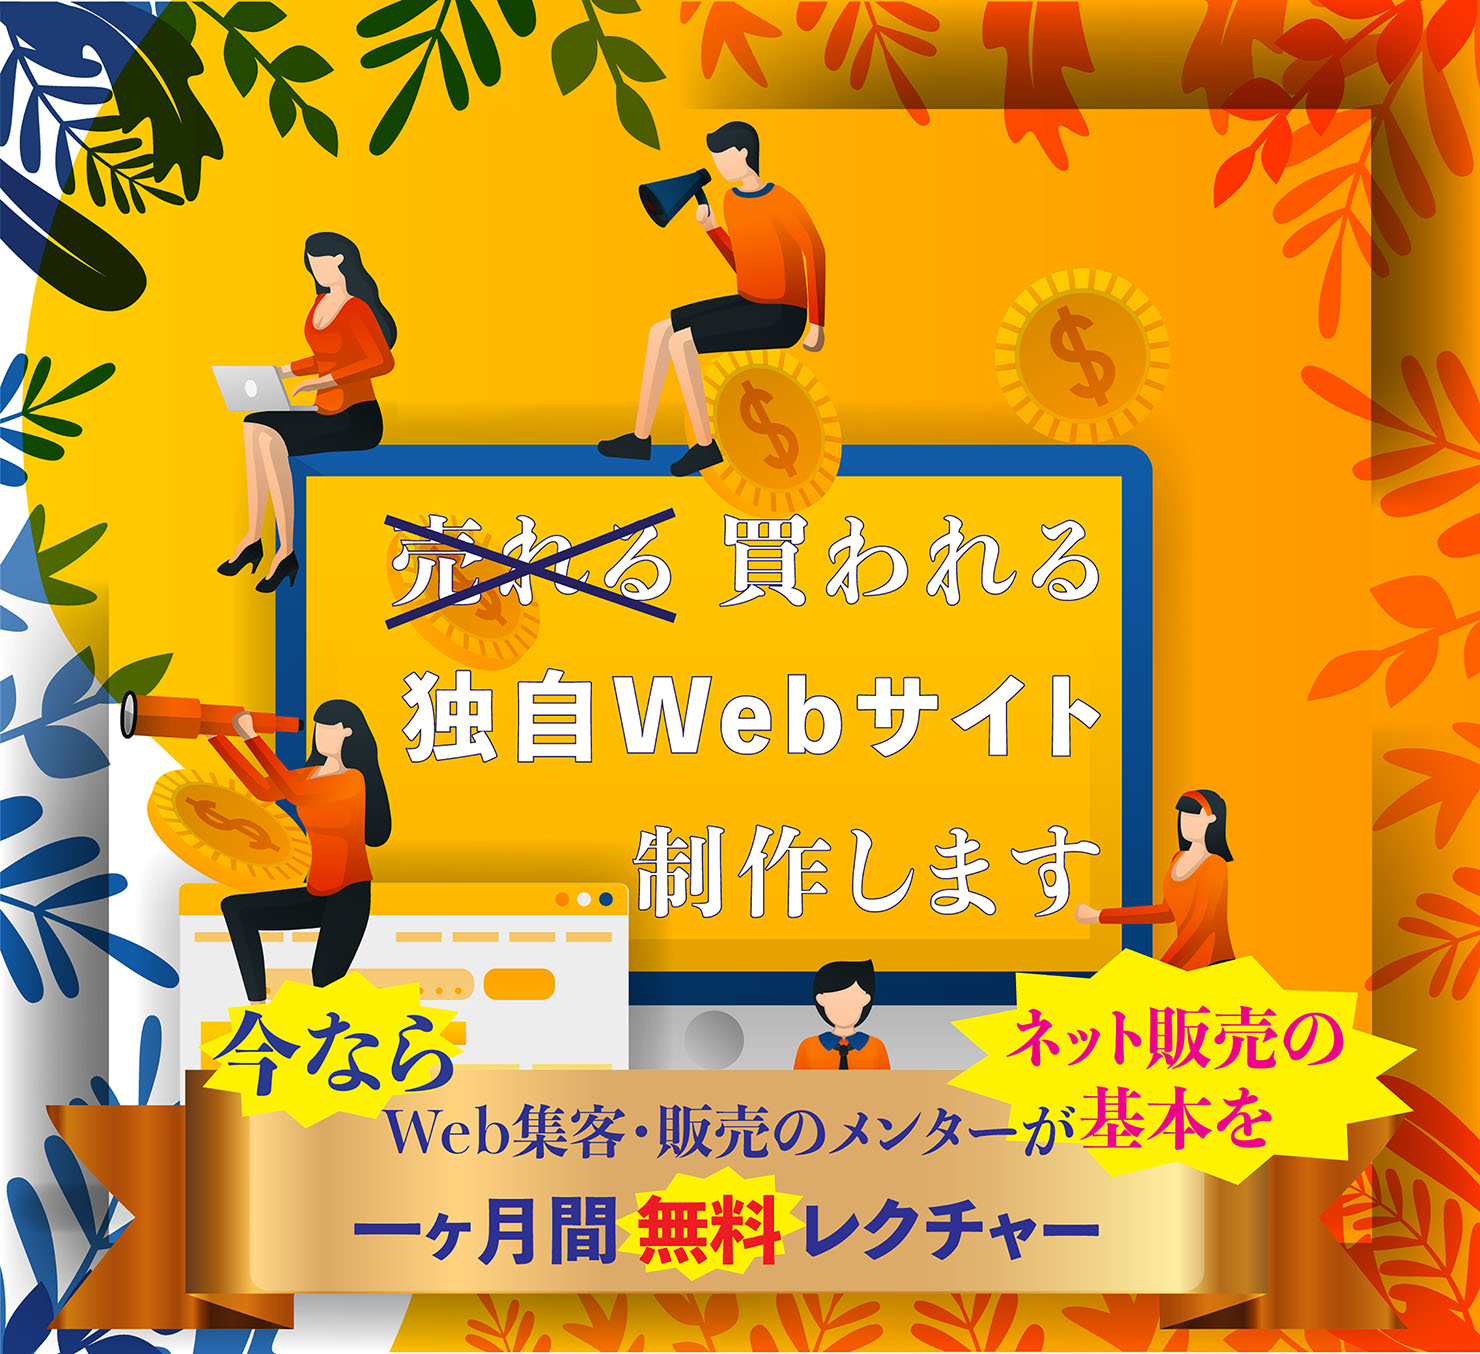 売れる 買われる
独自Webサイト
制作します
今なら
ネット販売の
基本を
Web集客・販売のメンターが
一ヶ月間無料レクチャー